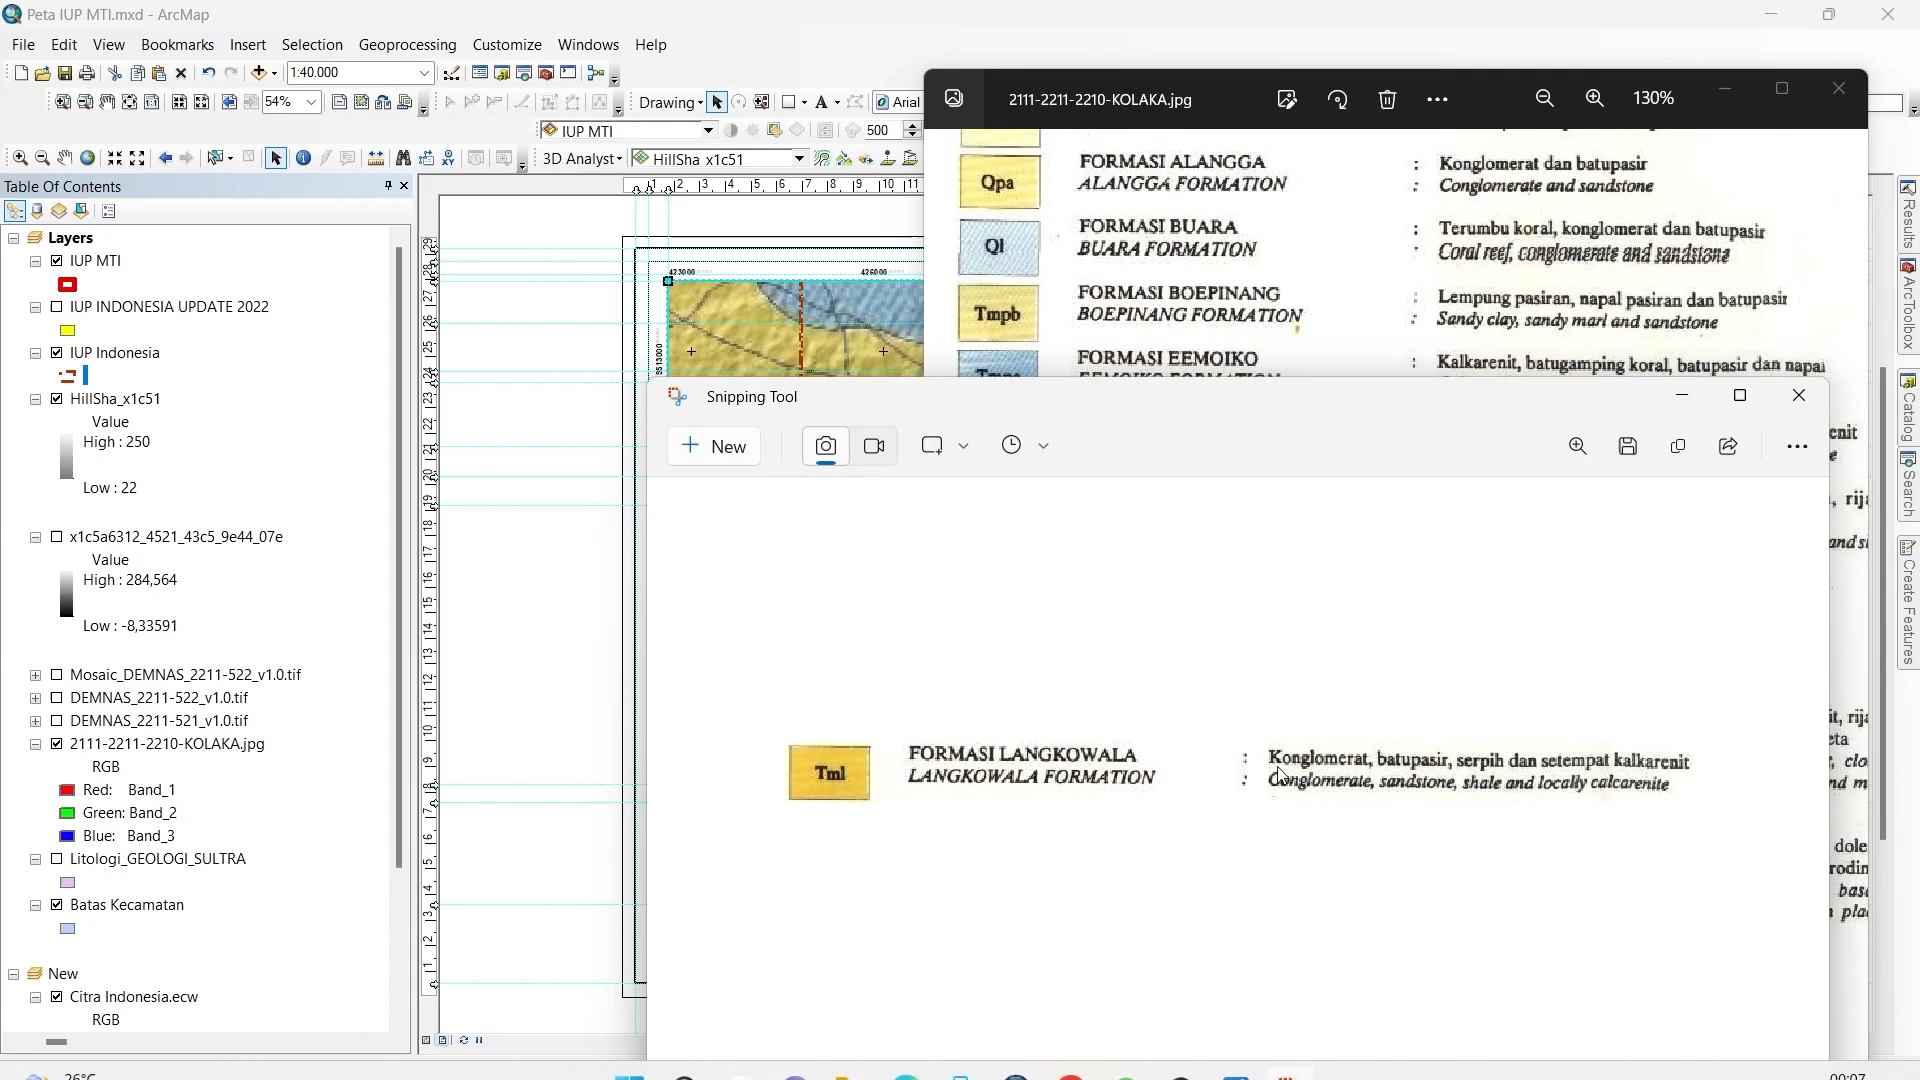 Peta IUP MTI.mxd - ArcMap
File Edit View Bookmarks Insert Selection Geoprocessing Customize Windows Help
1:40.000
54%
Drawing
Arial
IUP MTI
500
3D Analyst
HillSha_x1c51
Table Of Contents
Layers
IUP MTI
IUP INDONESIA UPDATE 2022
IUP Indonesia
HillSha_x1c51
Value
High : 250
Low : 22
x1c5a6312_4521_43c5_9e44_07e
Value
High : 284,564
Low : -8,33591
Mosaic_DEMNAS_2211-522_v1.0.tif
DEMNAS_2211-522_v1.0.tif
DEMNAS_2211-521_v1.0.tif
2111-2211-2210-KOLAKA.jpg
RGB
Red: Band_1
Green: Band_2
Blue: Band_3
Litologi_GEOLOGI_SULTRA
Batas Kecamatan
New
Citra Indonesia.ecw
RGB
423000
426000
9513000
2111-2211-2210-KOLAKA.jpg
130%
Qpa FORMASI ALANGGA : Konglomerat dan batupasir
ALANGGA FORMATION : Conglomerate and sandstone
Ql FORMASI BUARA : Terumbu koral, konglomerat dan batupasir
BUARA FORMATION : Coral reef, conglomerate and sandstone
Tmpb FORMASI BOEPINANG : Lempung pasiran, napal pasiran dan batupasir
BOEPINANG FORMATION : Sandy clay, sandy marl and sandstone
FORMASI EEMOIKO : Kalkarenit, batugamping koral, batupasir dan napal
Snipping Tool
New
Tml FORMASI LANGKOWALA : Konglomerat, batupasir, serpih dan setempat kalkarenit
LANGKOWALA FORMATION : Conglomerate, sandstone, shale and locally calcarenite
Results
ArcToolbox
Catalog
Search
Create Features
26°C
00:07